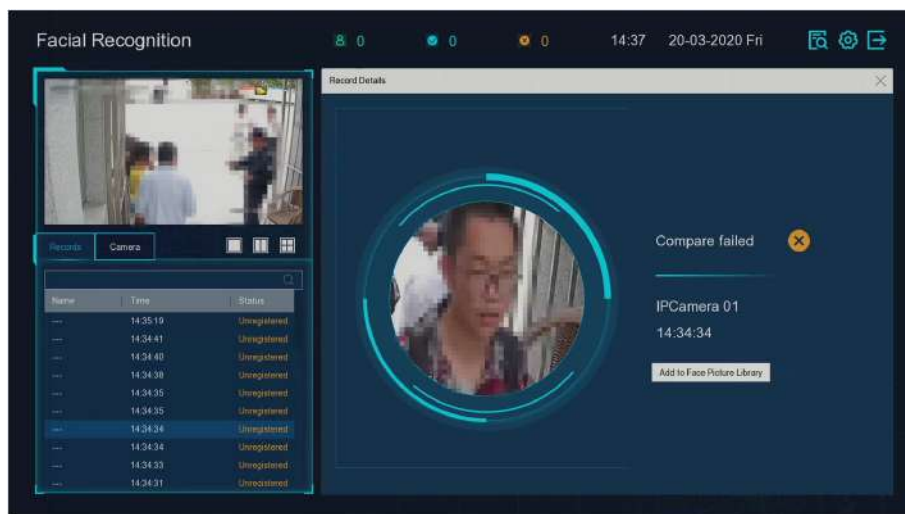 Facial Recognition
0
0
0
14:37
20-03-2020 Fri
Record Details
Compare failed
IPCamera 01
14:34:34
Add to Face Picture Library
Records
Camera
Name Time Status
--- 14:35:19 Unregistered
--- 14:34:41 Unregistered
--- 14:34:40 Unregistered
--- 14:34:38 Unregistered
--- 14:34:35 Unregistered
--- 14:34:35 Unregistered
--- 14:34:34 Unregistered
--- 14:34:34 Unregistered
--- 14:34:33 Unregistered
--- 14:34:31 Unregistered